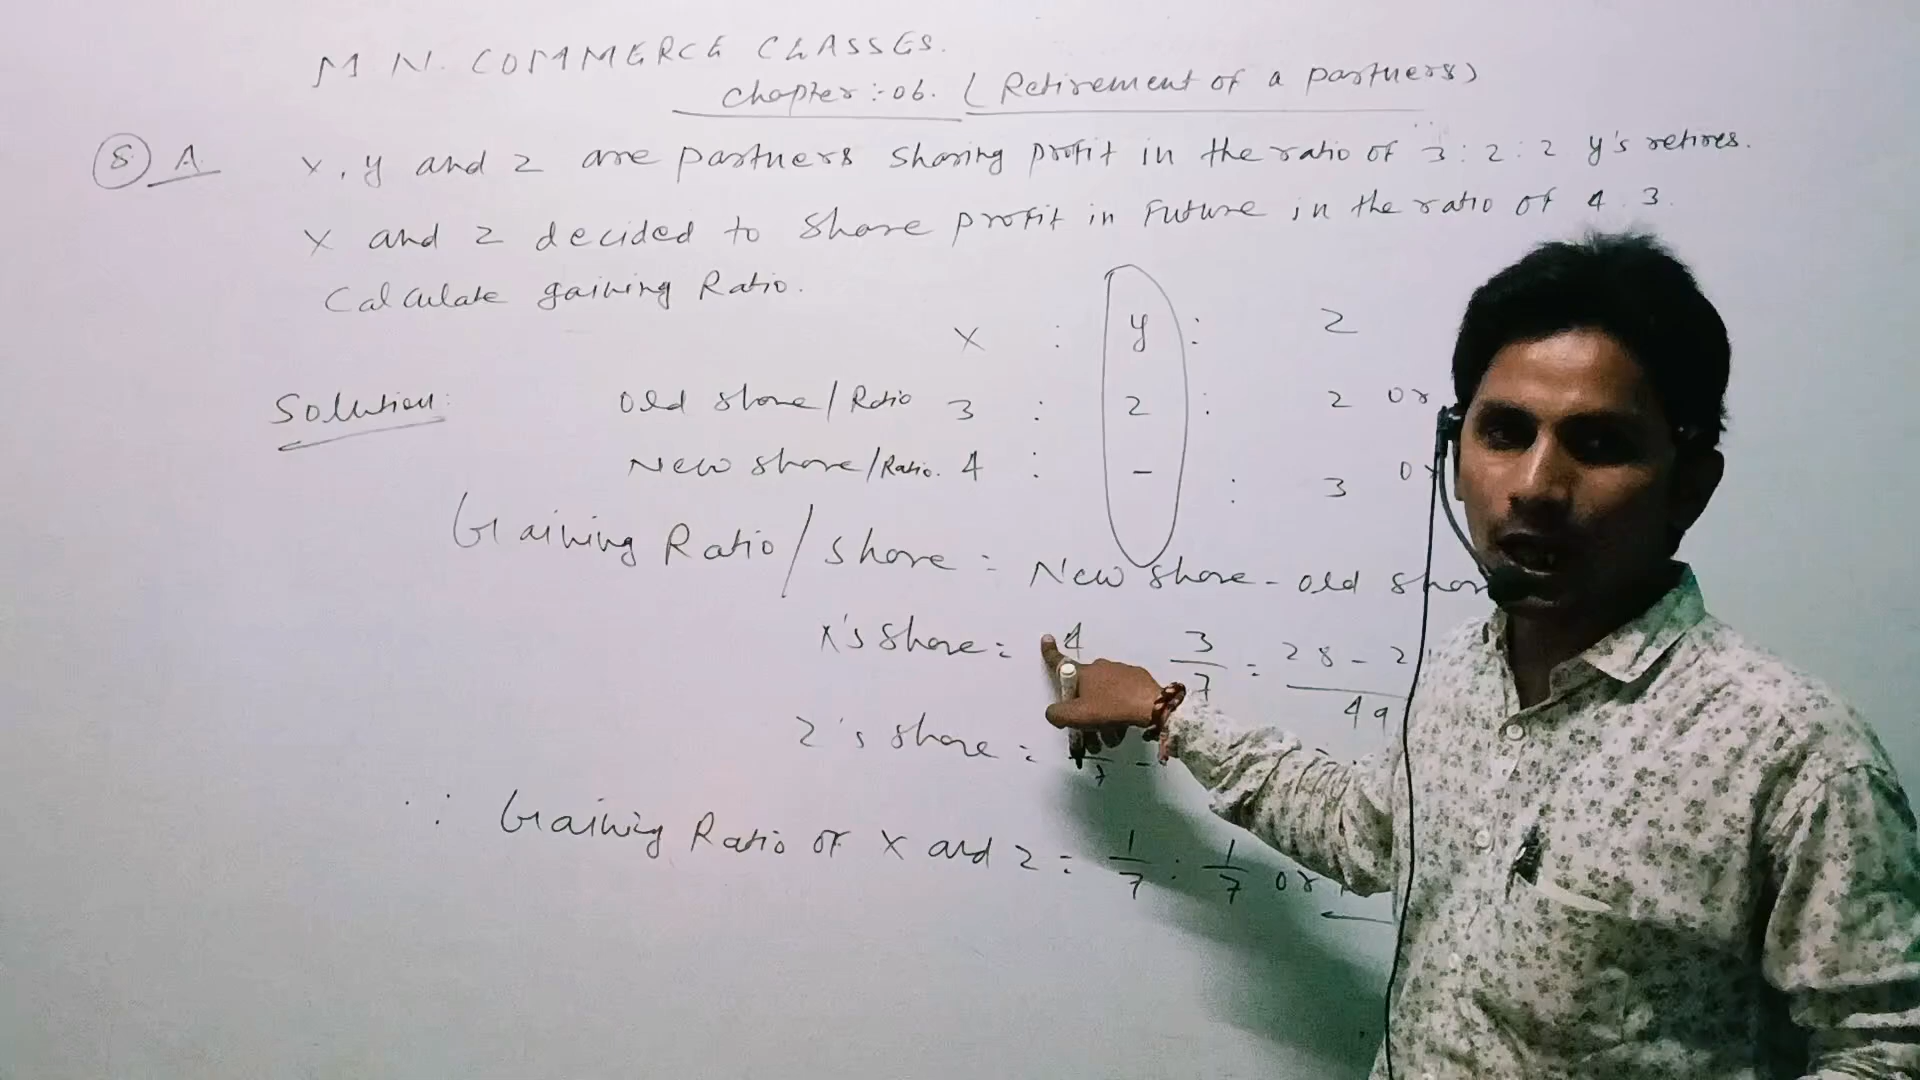 M N. COMMERCE CLASSES.
Chapter:-06. (Retirement of a partners)
8 A X, y and z are partners sharing profit in the ratio of 3:2:2 y's retires.
X and z decided to share profit in Future in the ratio of 4:3.
Calculate gaining Ratio.
X : y : z
Solution: Old share/Ratio 3 : 2 : 2 or
New share/Ratio. 4 : - : 3 or
Gaining Ratio/share = New share - old
X's share = 4 3/7 = 28 - 2 / 49
z's share = /7 -
∴ Gaining Ratio of X and z = 1/7 : 1/7 or